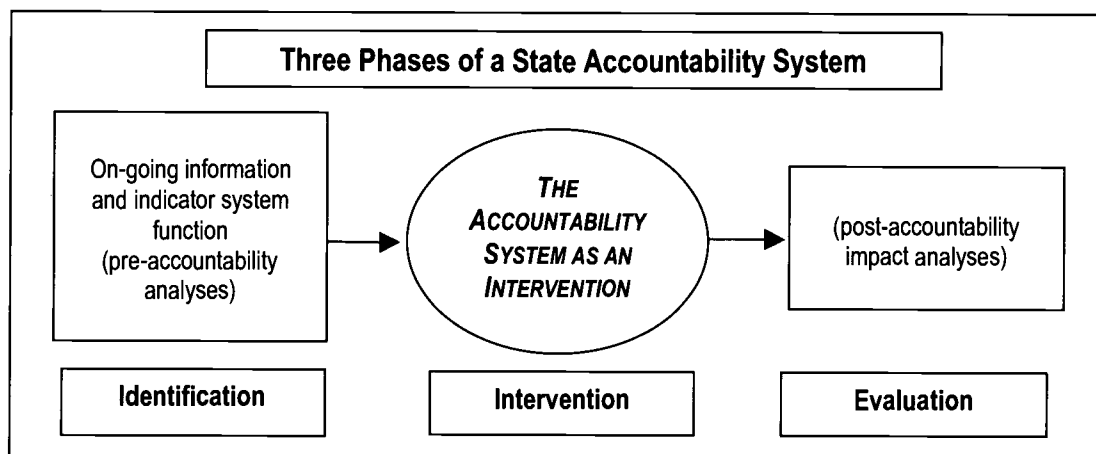 Three Phases of a State Accountability System
On-going information
and indicator system
function
(pre-accountability
analyses)
THE
ACCOUNTABILITY
SYSTEM AS AN
INTERVENTION
(post-accountability
impact analyses)
Identification
Intervention
Evaluation